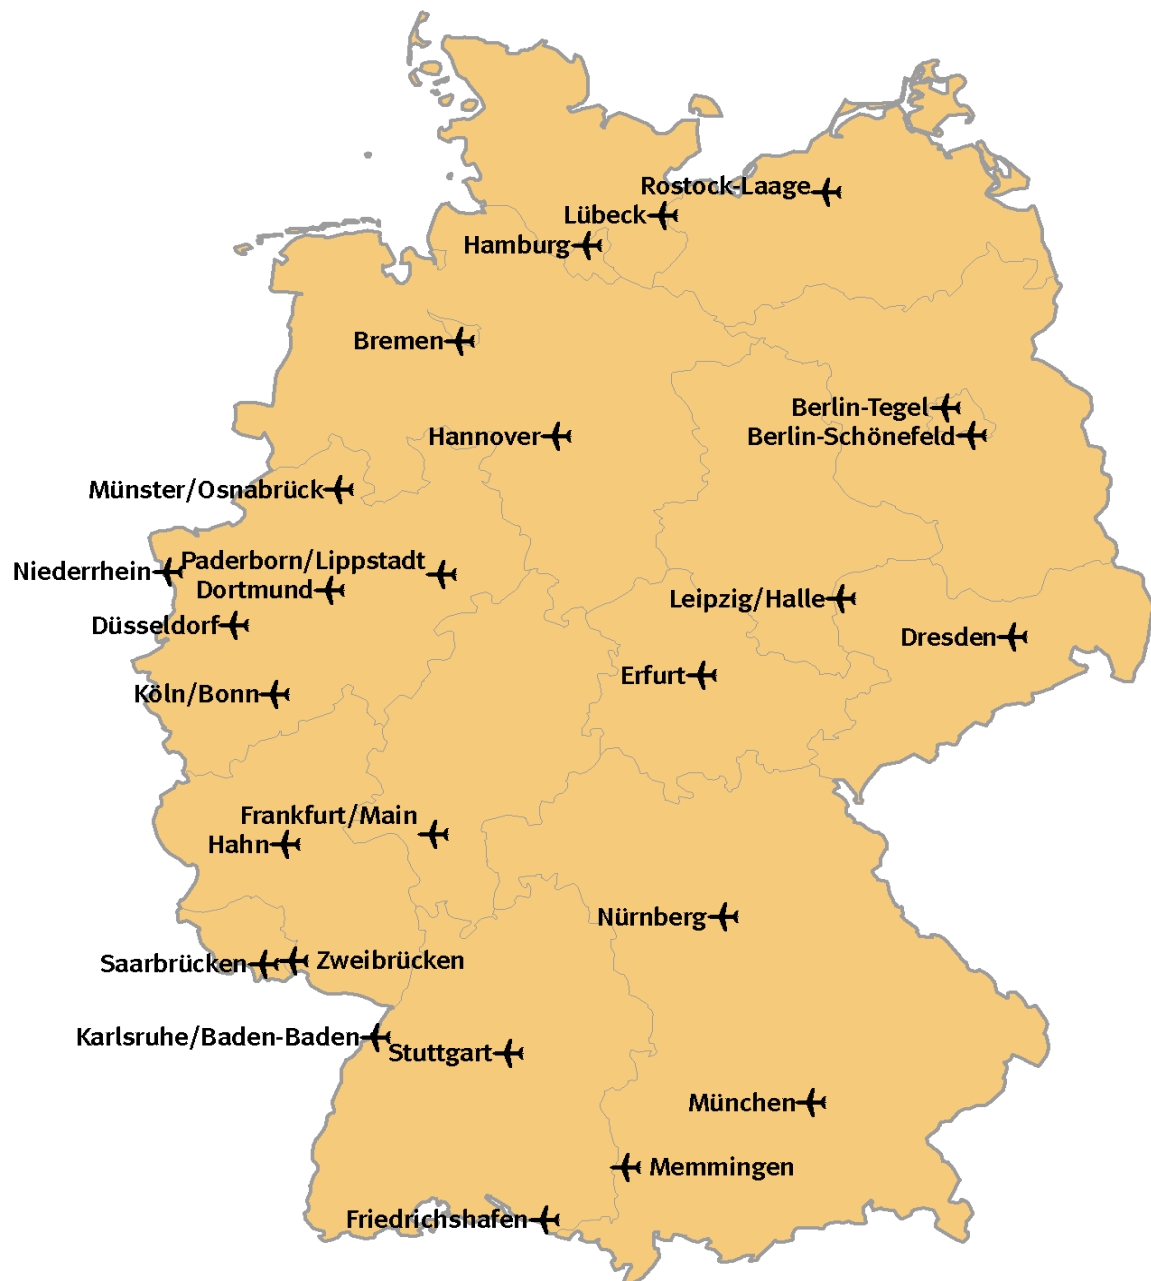 Rostock-Laage
Lübeck
Hamburg
Bremen
Berlin-Tegel
Hannover
Berlin-Schönefeld
Münster/Osnabrück
Paderborn/Lippstadt
Niederrhein
Dortmund
Leipzig/Halle
Düsseldorf
Dresden
Erfurt
Köln/Bonn
Frankfurt/Main
Hahn
Nürnberg
Saarbrücken
Zweibrücken
Karlsruhe/Baden-Baden
Stuttgart
München
Memmingen
Friedrichshafen